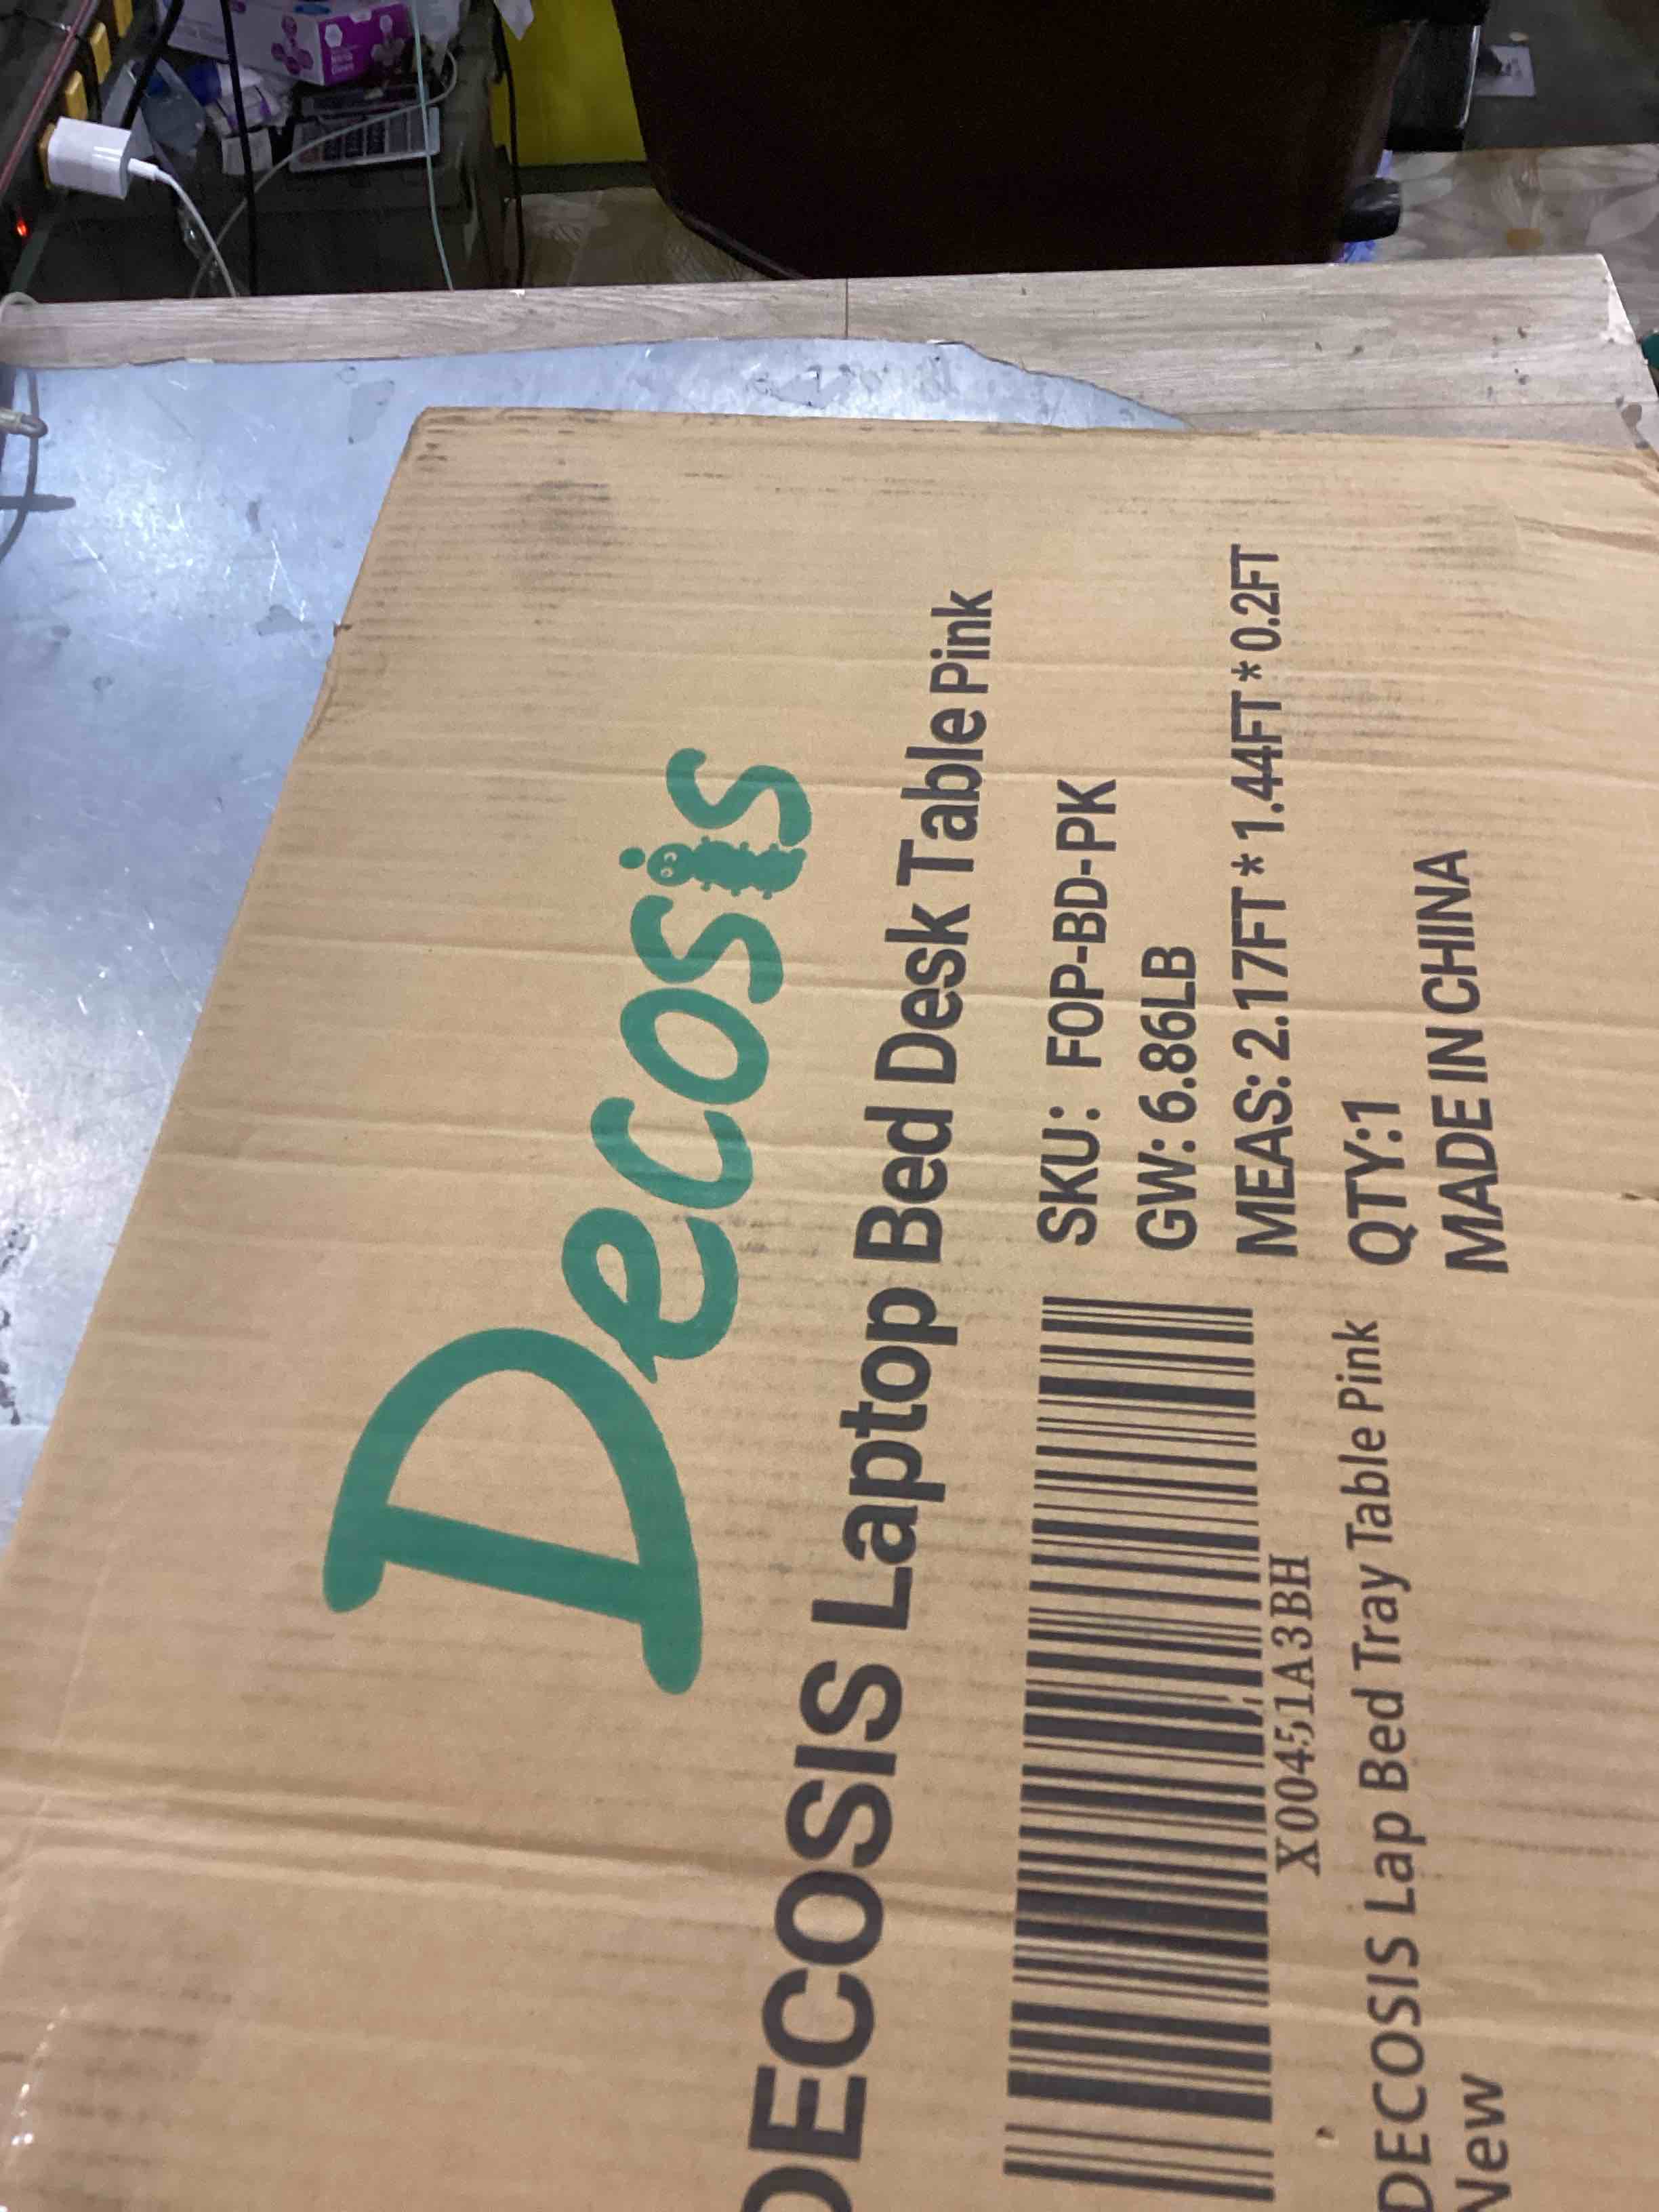 Decosis
DECOSIS Laptop Bed Desk Table Pink
SKU: FOP-BD-PK
GW: 6.86LB
MEAS: 2.17FT * 1.44FT * 0.2FT
QTY:1
MADE IN CHINA
X00451A3BH
DECOSIS Lap Bed Tray Table Pink
New